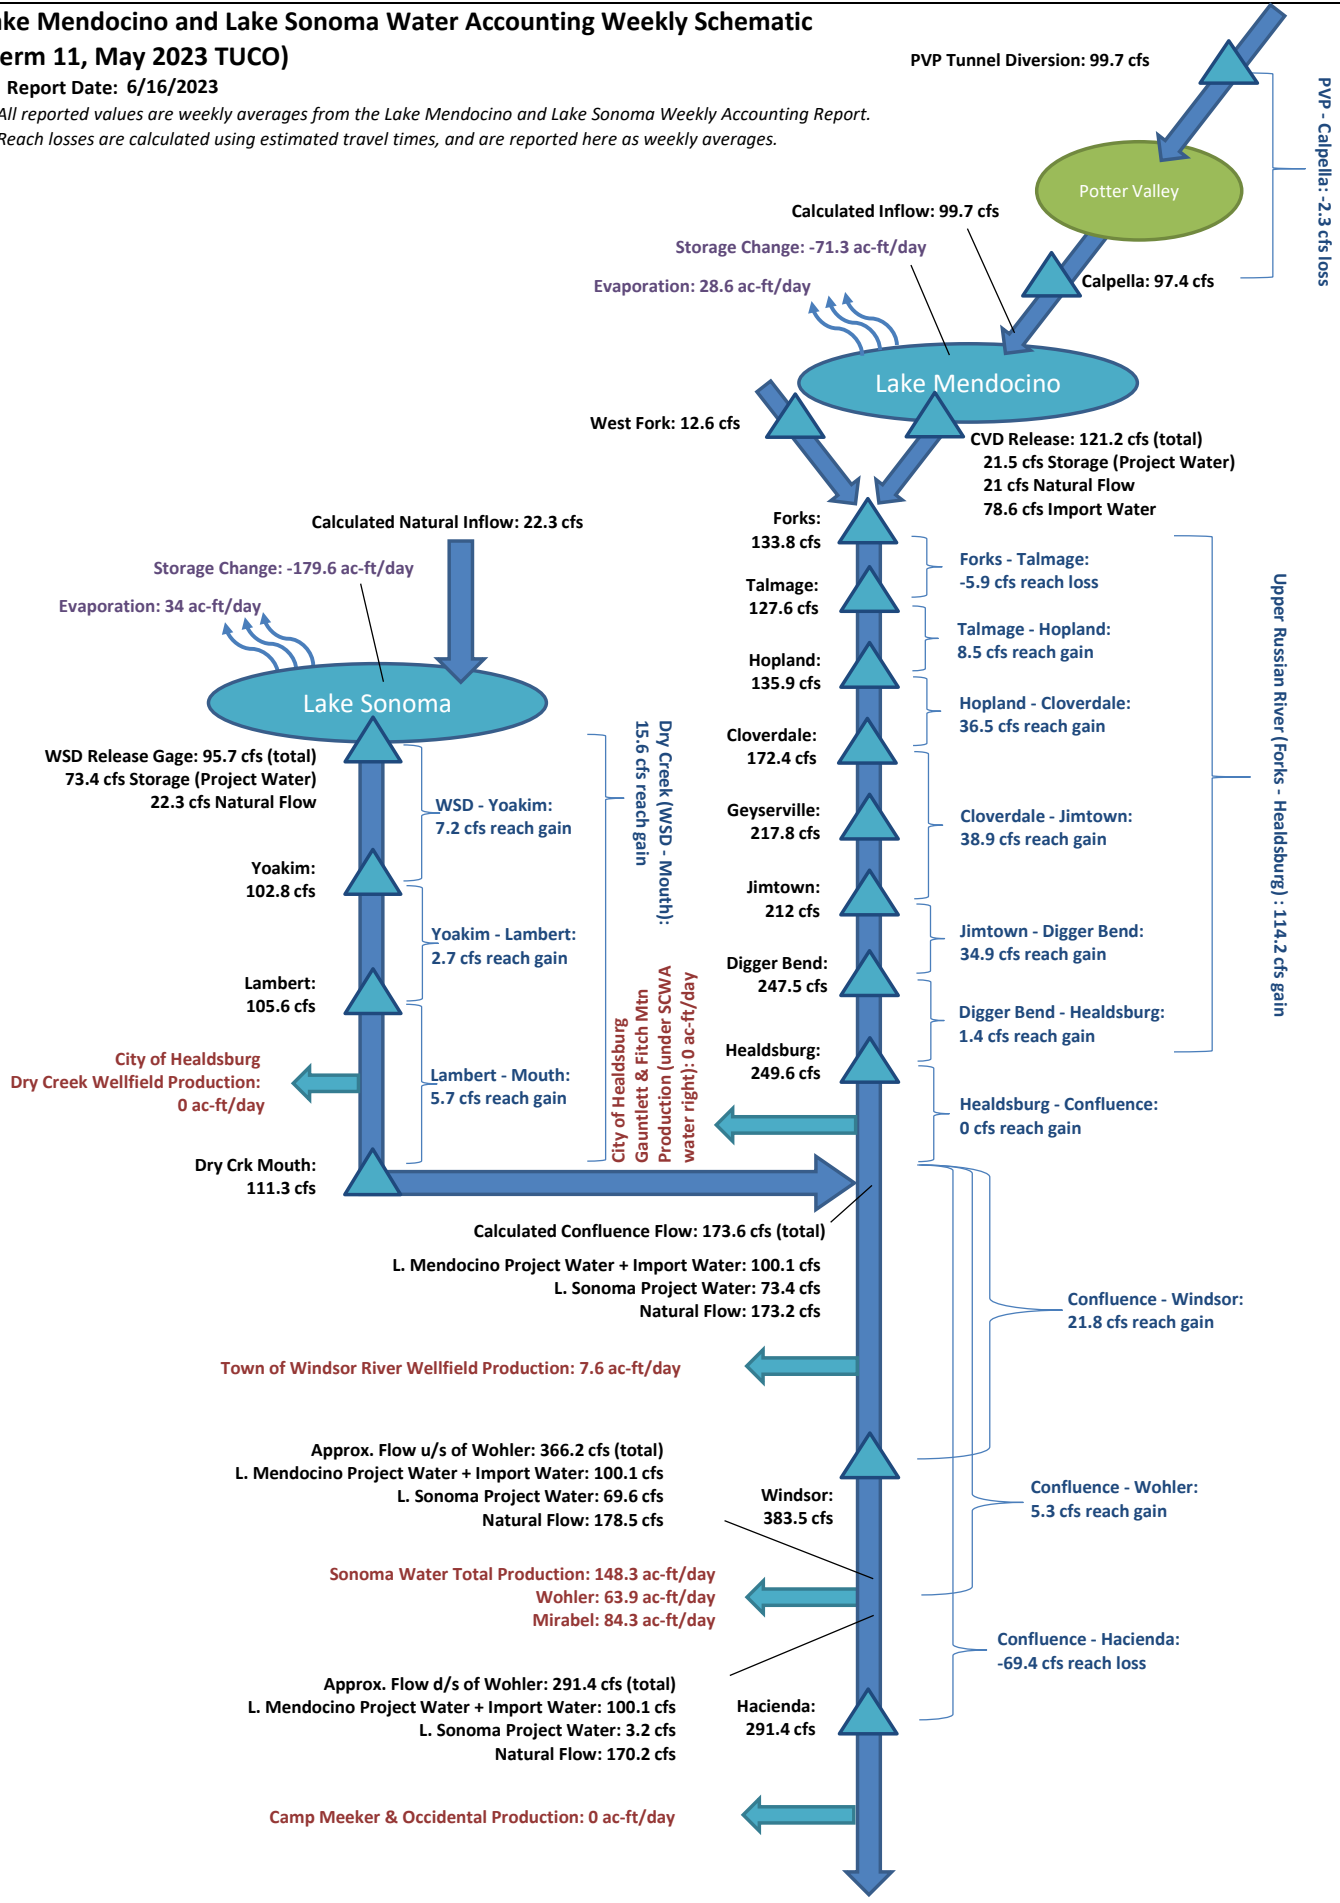 ake Mendocino and Lake Sonoma Water Accounting Weekly Schematic
erm 11, May 2023 TUCO)
Report Date: 6/16/2023
All reported values are weekly averages from the Lake Mendocino and Lake Sonoma Weekly Accounting Report.
Reach losses are calculated using estimated travel times, and are reported here as weekly averages.
PVP Tunnel Diversion: 99.7 cfs
PVP - Calpella: -2.3 cfs loss
Potter Valley
Calculated Inflow: 99.7 cfs
Storage Change: -71.3 ac-ft/day
Evaporation: 28.6 ac-ft/day
Calpella: 97.4 cfs
Lake Mendocino
West Fork: 12.6 cfs
CVD Release: 121.2 cfs (total)
21.5 cfs Storage (Project Water)
21 cfs Natural Flow
78.6 cfs Import Water
Forks:
133.8 cfs
Forks - Talmage:
-5.9 cfs reach loss
Talmage:
127.6 cfs
Talmage - Hopland:
8.5 cfs reach gain
Hopland:
135.9 cfs
Hopland - Cloverdale:
36.5 cfs reach gain
Cloverdale:
172.4 cfs
Geyserville:
217.8 cfs
Cloverdale - Jimtown:
38.9 cfs reach gain
Jimtown:
212 cfs
Jimtown - Digger Bend:
34.9 cfs reach gain
Digger Bend:
247.5 cfs
Digger Bend - Healdsburg:
1.4 cfs reach gain
Healdsburg:
249.6 cfs
Healdsburg - Confluence:
0 cfs reach gain
Upper Russian River (Forks - Healdsburg) : 114.2 cfs gain
Calculated Natural Inflow: 22.3 cfs
Storage Change: -179.6 ac-ft/day
Evaporation: 34 ac-ft/day
Lake Sonoma
WSD Release Gage: 95.7 cfs (total)
73.4 cfs Storage (Project Water)
22.3 cfs Natural Flow
WSD - Yoakim:
7.2 cfs reach gain
Yoakim:
102.8 cfs
Yoakim - Lambert:
2.7 cfs reach gain
Lambert:
105.6 cfs
City of Healdsburg
Dry Creek Wellfield Production:
0 ac-ft/day
Lambert - Mouth:
5.7 cfs reach gain
Dry Creek (WSD - Mouth):
15.6 cfs reach gain
City of Healdsburg
Gauntlett & Fitch Mtn
Production (under SCWA
water right): 0 ac-ft/day
Dry Crk Mouth:
111.3 cfs
Calculated Confluence Flow: 173.6 cfs (total)
L. Mendocino Project Water + Import Water: 100.1 cfs
L. Sonoma Project Water: 73.4 cfs
Natural Flow: 173.2 cfs
Confluence - Windsor:
21.8 cfs reach gain
Town of Windsor River Wellfield Production: 7.6 ac-ft/day
Approx. Flow u/s of Wohler: 366.2 cfs (total)
L. Mendocino Project Water + Import Water: 100.1 cfs
L. Sonoma Project Water: 69.6 cfs
Natural Flow: 178.5 cfs
Windsor:
383.5 cfs
Confluence - Wohler:
5.3 cfs reach gain
Sonoma Water Total Production: 148.3 ac-ft/day
Wohler: 63.9 ac-ft/day
Mirabel: 84.3 ac-ft/day
Confluence - Hacienda:
-69.4 cfs reach loss
Approx. Flow d/s of Wohler: 291.4 cfs (total)
L. Mendocino Project Water + Import Water: 100.1 cfs
L. Sonoma Project Water: 3.2 cfs
Natural Flow: 170.2 cfs
Hacienda:
291.4 cfs
Camp Meeker & Occidental Production: 0 ac-ft/day